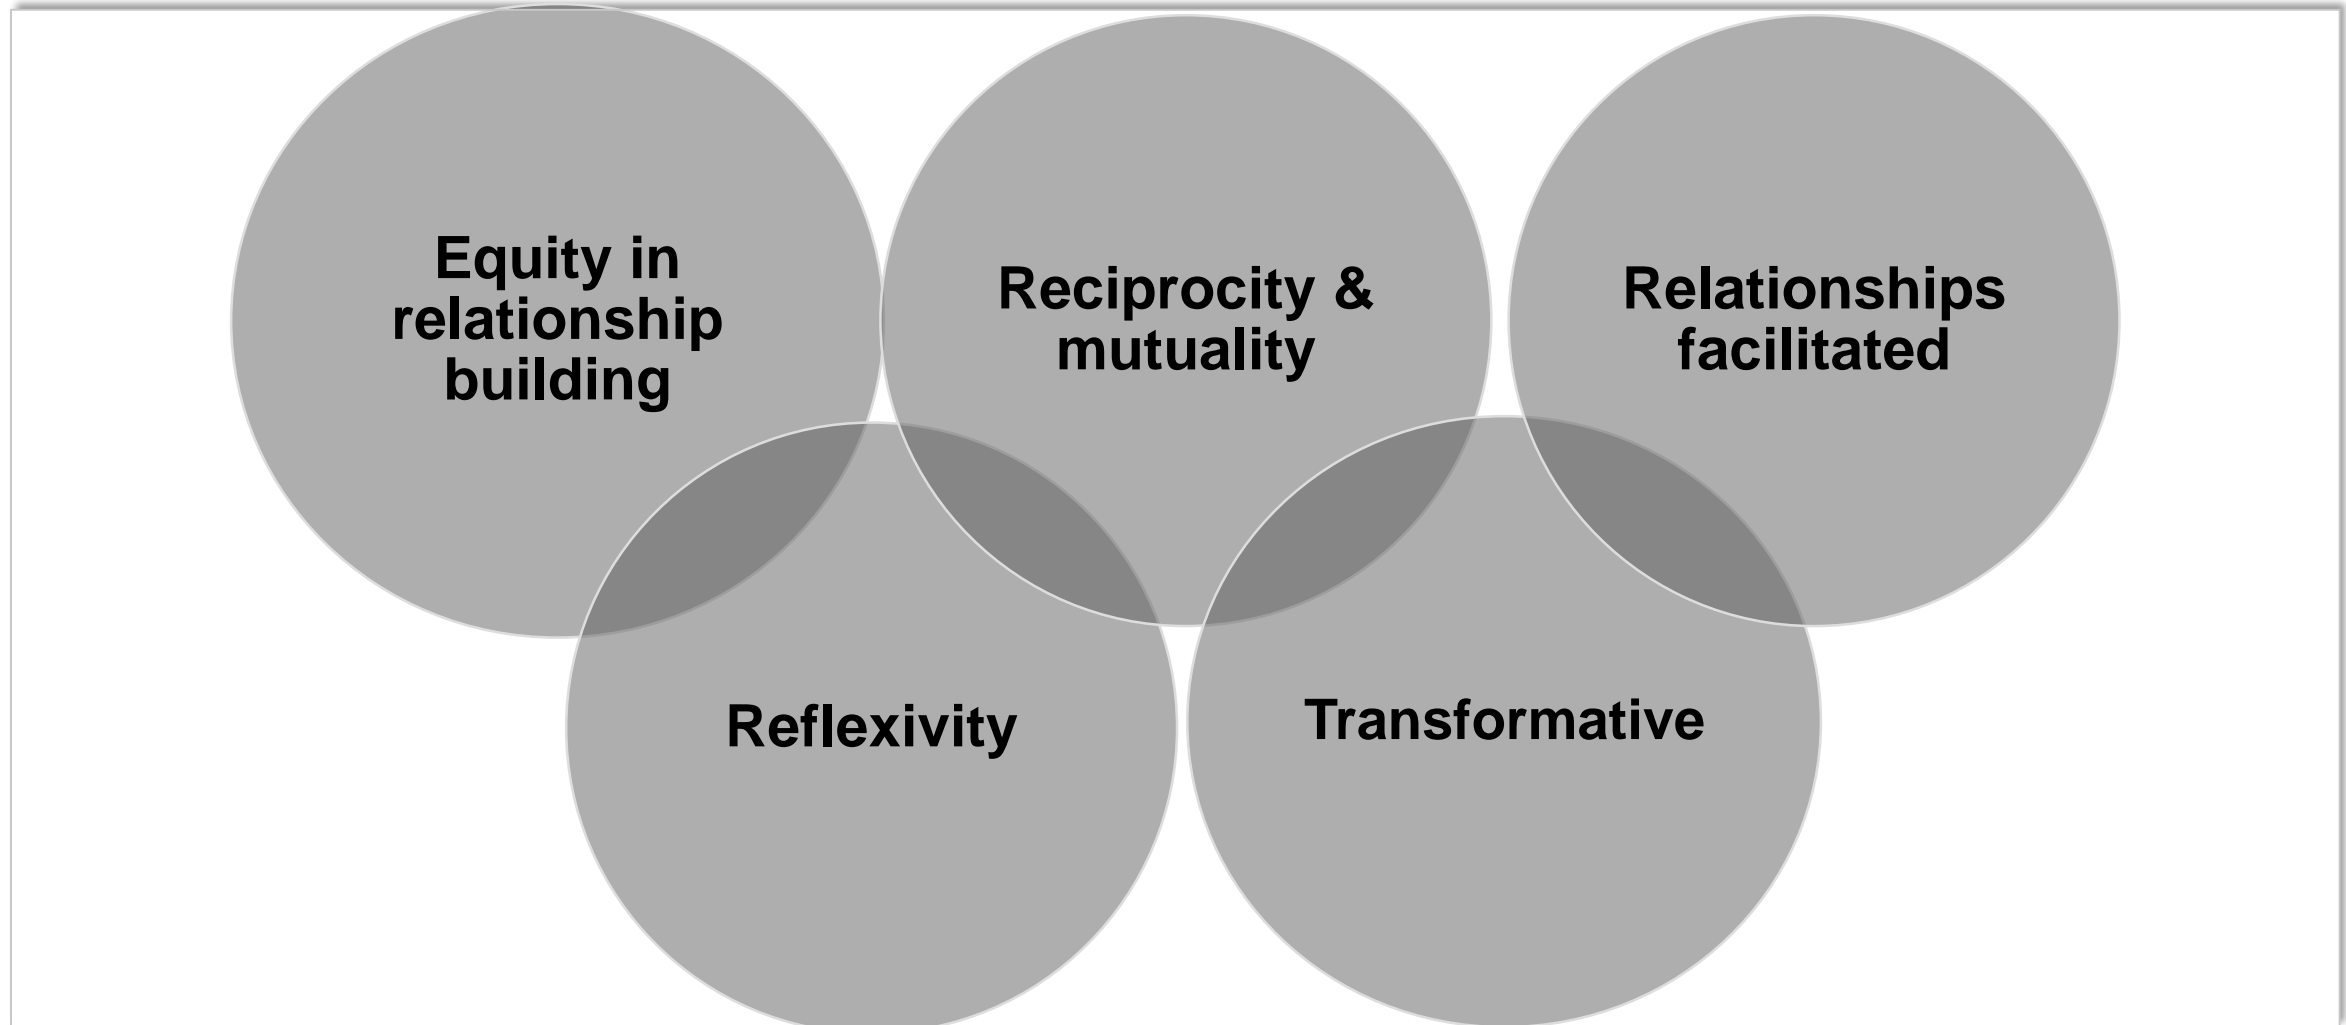 Equity in
relationship
building
Reciprocity &
mutuality
Relationships
facilitated
Reflexivity
Transformative